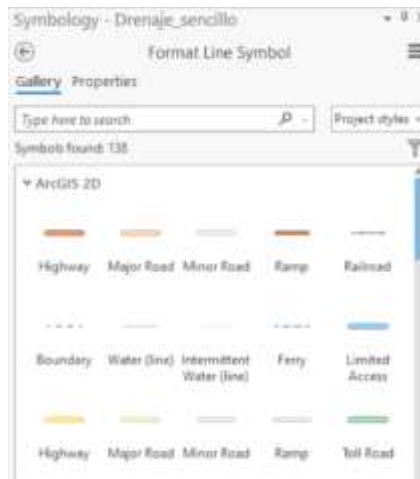 Symbology - Drenaje_sencillo
Format Line Symbol
Gallery Properties
Type here to search
Project styles
Symbols found: 138
ArcGIS 2D
Highway Major Road Minor Road Ramp Railroad
Boundary Water (line) Intermittent Water (line) Ferry Limited Access
Highway Major Road Minor Road Ramp Toll Road